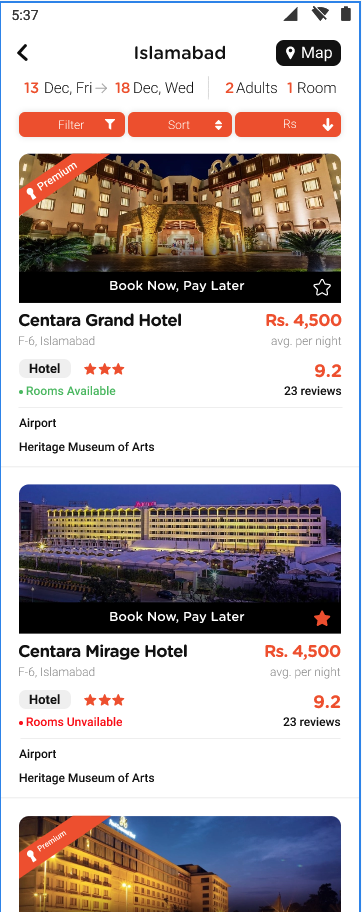 5:37
Islamabad
Map
13 Dec, Fri → 18 Dec, Wed 2 Adults 1 Room
Filter Sort Rs
Premium
Book Now, Pay Later
Centara Grand Hotel Rs. 4,500
F-6, Islamabad avg. per night
Hotel 9.2
• Rooms Available 23 reviews
Airport
Heritage Museum of Arts
Book Now, Pay Later
Centara Mirage Hotel Rs. 4,500
F-6, Islamabad avg. per night
Hotel 9.2
• Rooms Unvailable 23 reviews
Airport
Heritage Museum of Arts
Premium